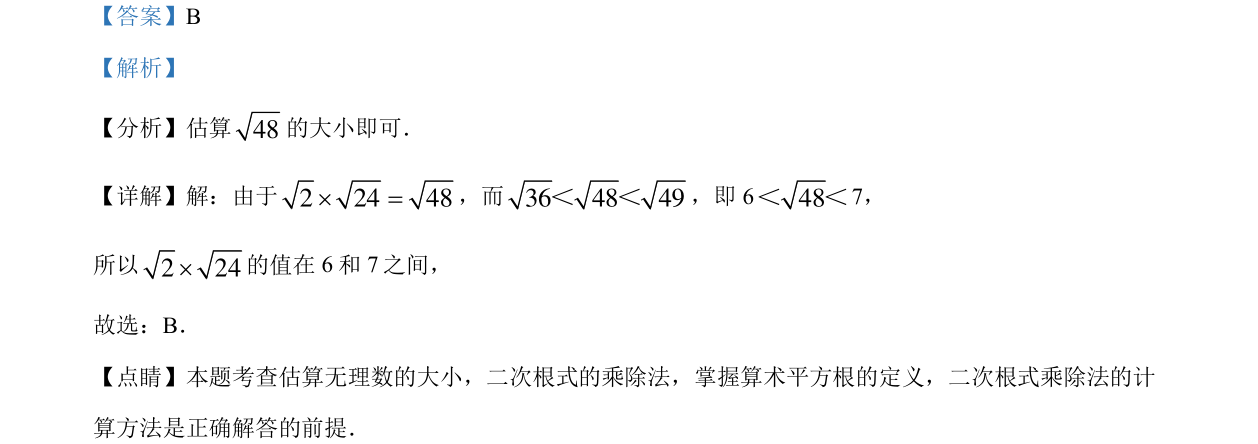 【答案】B
【解析】
【分析】估算√48 的大小即可．
【详解】解：由于 √2×√24=√48，而√36＜√48＜√49，即 6＜√48＜7，
所以√2×√24的值在 6 和 7 之间，
故选：B．
【点睛】本题考查估算无理数的大小，二次根式的乘除法，掌握算术平方根的定义，二次根式乘除法的计
算方法是正确解答的前提．